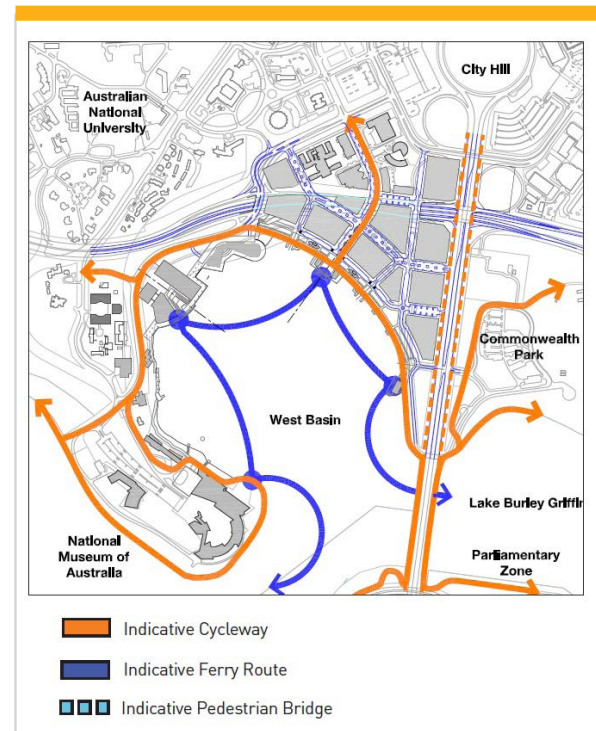 City Hill
Australian
National
University
Commonwealth
Park
West Basin
Lake Burley Griffin
National
Museum of
Australia
Parliamentary
Zone
Indicative Cycleway
Indicative Ferry Route
Indicative Pedestrian Bridge